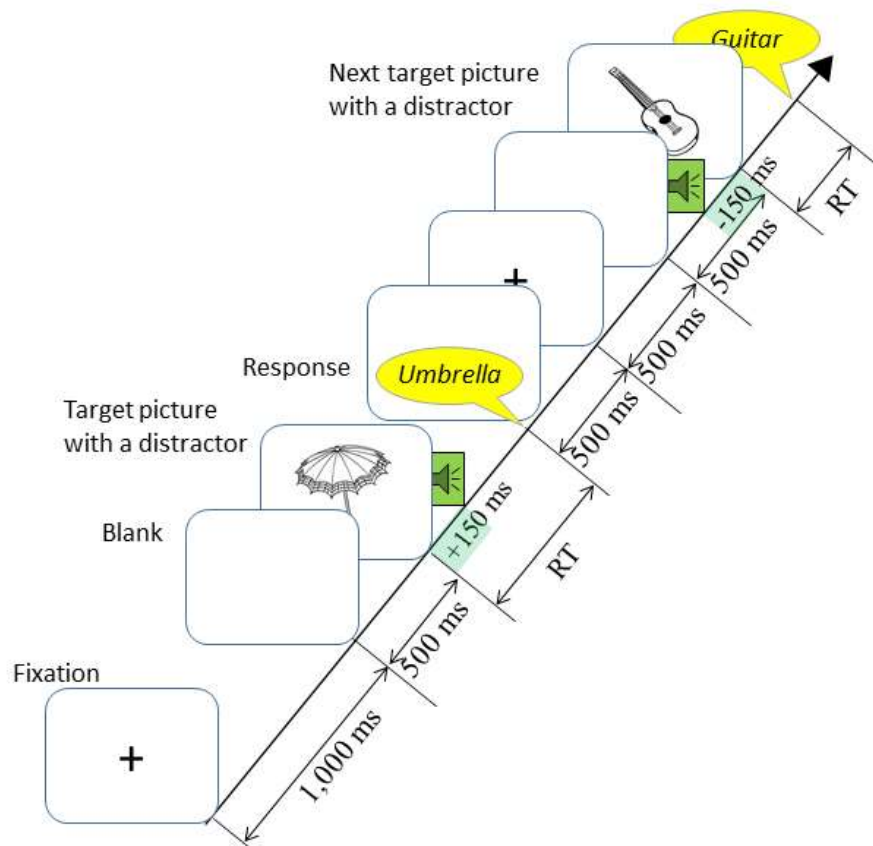 Guitar
Next target picture
with a distractor
-150 ms
RT
500 ms
+
500 ms
Response
Umbrella
500 ms
Target picture
with a distractor
+150 ms
RT
Blank
500 ms
Fixation
+
1,000 ms